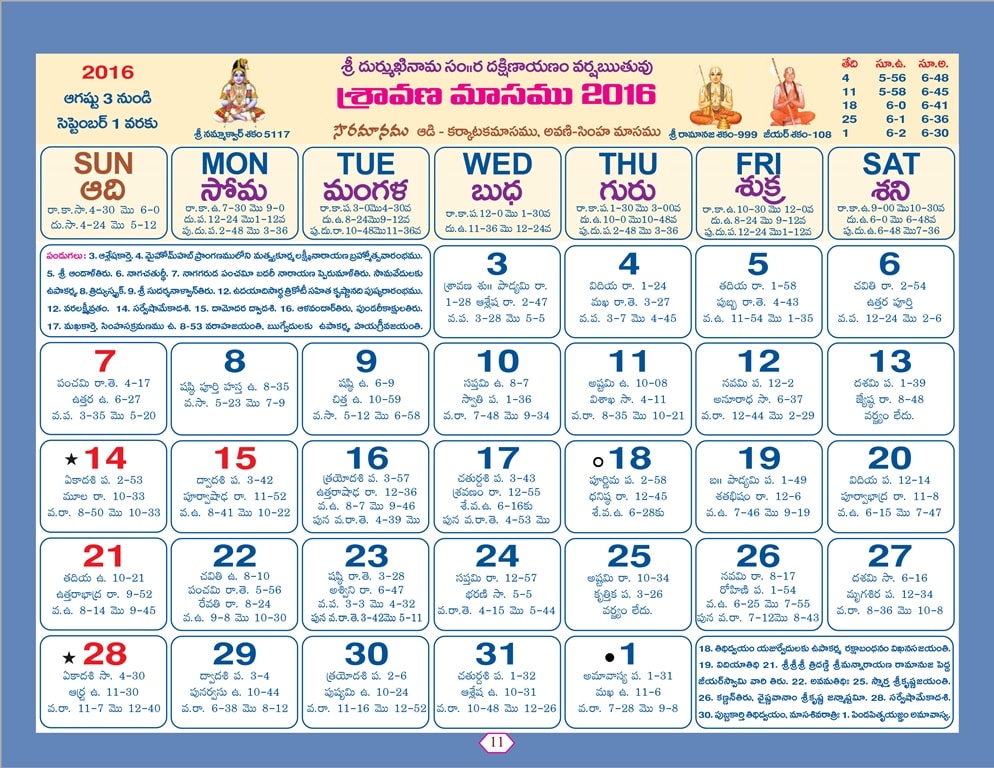 2016
ఆగష్టు 3 నుండి
సెప్టెంబర్ 1 వరకు
శ్రీ నమ్మాళ్వార్ శకం 5117
శ్రీ దుర్ముఖినామ సం॥ర దక్షిణాయణం వర్షఋతువు
శ్రావణ మాసము 2016
సౌరమానము ఆడి - కర్కాటకమాసము, అవణి-సింహ మాసము
శ్రీ రామానుజ శకం-999 జీయర్ శకం-108
తేది సూ.ఉ. సూ.అ.
4 5-56 6-48
11 5-58 6-45
18 6-0 6-41
25 6-1 6-36
1 6-2 6-30
SUN MON TUE WED THU FRI SAT
ఆది సోమ మంగళ బుధ గురు శుక్ర శని
రా.కా.సా.4-30 మొ 6-0
దు.సా. 4-24 మొ 5-12
రా.కా.ఉ.7-30 మొ 9-0
దు.ప.12-24 మొ1-12వ
పు.దు.ప.2-48 మొ 3-36
రా.కా.ప.3-0మొ4-30వ
దు.ఉ.8-24మొ9-12వ
పు.దు.రా.10-48మొ11-36వ
రా.కా.ప.12-0 మొ 1-30వ
దు.ఉ.11-36 మొ 12-24వ
రా.కా.ప.1-30 మొ 3-00వ
దు.ఉ.10-0 మొ10-48వ
పు.దు.ప.2-48 మొ 3-36
రా.కా.ఉ.10-30 మొ 12-0వ
దు.ఉ. 8-24 మొ 9-12వ
పు.దు.ప.12-24 మొ1-12వ
రా.కా.ఉ.9-00 మొ10-30వ
దు.ఉ.6-0 మొ 6-48వ
పు.దు.ఉ.6-48 మొ7-36
పండుగలు: 3. ఆశ్లేషకార్తె. 4. మైహోమ్‌హబ్ ప్రాంగణములోని మత్స్యకూర్మలక్ష్మీనారాయణ బ్రహ్మోత్సవారంభము.
5. శ్రీ ఆండాళ్‌తిరు. 6. నాగచతుర్థీ. 7. నాగగరుడ పంచమీ బదరీ నారాయణ పెరుమాళ్‌తిరు. సామవేదులకు
ఉపాకర్మ. 8. త్రిద్యుస్పృక్. 9. శ్రీ సుదర్శనాళ్వాన్‌తిరు. 12. ఉదయాదిసార్థత్రికోటీ సహిత కృష్ణానది పుష్కరారంభము.
12. వరలక్ష్మీవ్రతం. 14. సర్వేషామేకాదశి. 15. దామోదర ద్వాదశి. 16. ఆళవందార్‌తిరు, పుండరీకాక్షులతిరు.
17. మఖకార్తె, సింహసంక్రమణము ఉ. 8-53 వరాహజయంతి, ఋగ్వేదులకు ఉపాకర్మ, హయగ్రీవజయంతి.
3
శ్రావణ శు॥ పాడ్యమి రా.
1-28 ఆశ్లేష రా. 2-47
వ.ప. 3-28 మొ 5-5
4
విదియ రా. 1-24
మఖ రా.తె. 3-27
వ.ప. 3-7 మొ 4-45
5
తదియ రా. 1-58
పుబ్బ రా.తె. 4-43
వ.ఉ. 11-54 మొ 1-35
6
చవితి రా. 2-54
ఉత్తర పూర్తి
వ.ప. 12-24 మొ 2-6
7
పంచమి రా.తె. 4-17
ఉత్తర ఉ. 6-27
వ.ప. 3-35 మొ 5-20
8
షష్ఠి పూర్తి హస్త ఉ. 8-35
వ.సా. 5-23 మొ 7-9
9
షష్ఠి ఉ. 6-9
చిత్త ఉ. 10-59
వ.సా. 5-12 మొ 6-58
10
సప్తమి ఉ. 8-7
స్వాతి ప. 1-36
వ.రా. 7-48 మొ 9-34
11
అష్టమి ఉ. 10-08
విశాఖ సా. 4-11
వ.రా. 8-35 మొ 10-21
12
నవమి ప. 12-2
అనూరాధ సా. 6-37
వ.రా. 12-44 మొ 2-29
13
దశమి ప. 1-39
జ్యేష్ఠ రా. 8-48
వర్జ్యం లేదు.
★ 14
ఏకాదశి ప. 2-53
మూల రా. 10-33
వ.రా. 8-50 మొ 10-33
15
ద్వాదశి ప. 3-42
పూర్వాషాఢ రా. 11-52
వ.ఉ. 8-41 మొ 10-22
16
త్రయోదశి ప. 3-57
ఉత్తరాషాఢ రా. 12-36
వ.ఉ. 8-7 మొ 9-46
పున వ.రా.తె. 4-39 మొ
17
చతుర్దశి ప. 3-43
శ్రవణం రా. 12-55
శే.వ.ఉ. 6-16కు
పున వ.రా.తె. 4-53 మొ
○ 18
పూర్ణిమ ప. 2-58
ధనిష్ఠ రా. 12-45
శే.వ.ఉ. 6-28కు
19
బ॥ పాడ్యమి ప. 1-49
శతభిషం రా. 12-6
వ.ఉ. 7-46 మొ 9-19
20
విదియ ప. 12-14
పూర్వాభాద్ర రా. 11-8
వ.ఉ. 6-15 మొ 7-47
21
తదియ ఉ. 10-21
ఉత్తరాభాద్ర రా. 9-52
వ.ఉ. 8-14 మొ 9-45
22
చవితి ఉ. 8-10
పంచమి రా.తె. 5-56
రేవతి రా. 8-24
వ.ఉ. 9-8 మొ 10-30
23
షష్ఠి రా.తె. 3-28
అశ్విని రా. 6-47
వ.ప. 3-3 మొ 4-32
పున వ.రా.తె.3-42మొ 5-11
24
సప్తమి రా. 12-57
భరణి సా. 5-5
వ.రా.తె. 4-15 మొ 5-44
25
అష్టమి రా. 10-34
కృత్తిక ప. 3-26
వర్జ్యం లేదు.
26
నవమి రా. 8-17
రోహిణి ప. 1-54
వ.ఉ. 6-25 మొ 7-55
పున వ.రా. 7-12మొ 8-43
27
దశమి సా. 6-16
మృగశిర ప. 12-34
వ.రా. 8-36 మొ 10-8
★ 28
ఏకాదశి సా. 4-30
ఆర్ద్ర ఉ. 11-30
వ.రా. 11-7 మొ 12-40
29
ద్వాదశి ప. 3-4
పునర్వసు ఉ. 10-44
వ.రా. 6-38 మొ 8-12
30
త్రయోదశి ప. 2-6
పుష్యమి ఉ. 10-24
వ.రా. 11-16 మొ 12-52
31
చతుర్దశి ప. 1-32
ఆశ్లేష ఉ. 10-31
వ.రా. 10-48 మొ 12-26
● 1
అమావాస్య ప. 1-31
మఖ ఉ. 11-6
వ.రా. 7-28 మొ 9-8
18. తిథిద్వయం యజుర్వేదులకు ఉపాకర్మ రక్షాబంధనం విఖనసజయంతి.
19. విదియాతిథి 21. శ్రీశ్రీశ్రీ త్రిదణ్డి శ్రీమన్నారాయణ రామానుజ పెద్ద
జీయర్‌స్వామి వారి తిరు. 22. అవమతిథిః 25. స్మార్త శ్రీకృష్ణజయంతి.
26. కణ్ణన్‌తిరు, వైష్ణవానాం శ్రీకృష్ణ జన్మాష్టమీ. 28. సర్వేషామేకాదశి.
30. పుబ్బకార్తి తిథిద్వయం, మాసశివరాత్రిః 1. పిండపితృయజ్ఞం అమావాస్య.
11